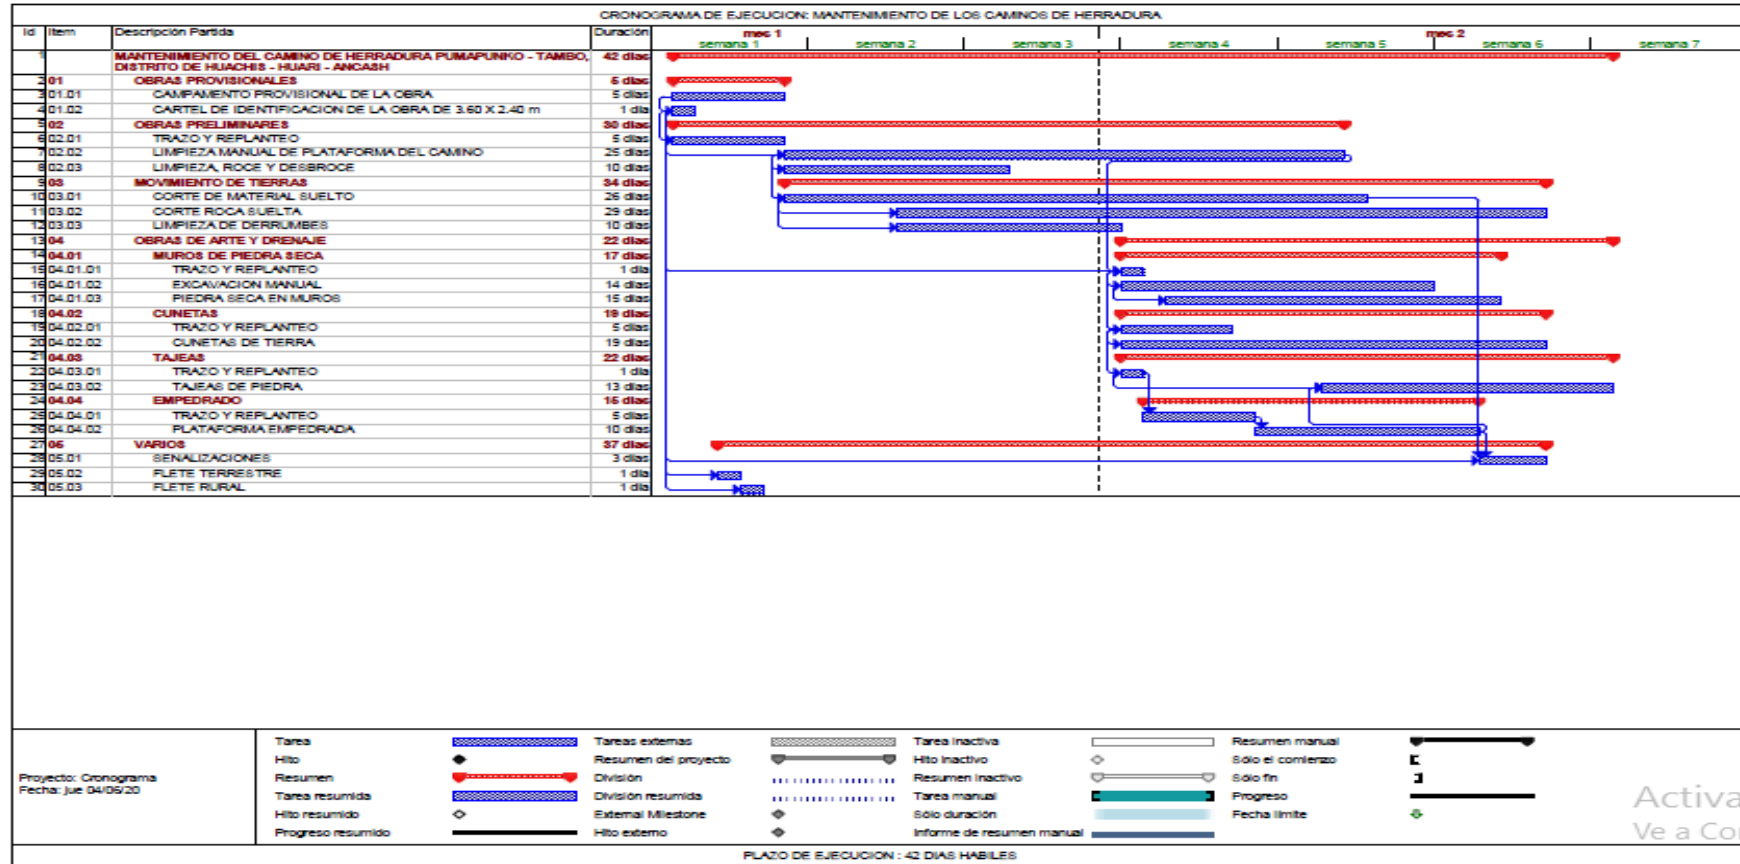 CRONOGRAMA DE EJECUCION: MANTENIMIENTO DE LOS CAMINOS DE HERRADURA
Id Item Descripción Partida Duración mes 1 mes 2
semana 1 semana 2 semana 3 semana 4 semana 5 semana 6 semana 7
1 MANTENIMIENTO DEL CAMINO DE HERRADURA PUMAPUNKO - TAMBO, 42 dias
DISTRITO DE HUACHIS - HUARI - ANCASH
2 01 OBRAS PROVISIONALES 5 dias
3 01.01 CAMPAMENTO PROVISIONAL DE LA OBRA 5 dias
4 01.02 CARTEL DE IDENTIFICACION DE LA OBRA DE 3.60 X 2.40 m 1 dia
5 02 OBRAS PRELIMINARES 30 dias
6 02.01 TRAZO Y REPLANTEO 5 dias
7 02.02 LIMPIEZA MANUAL DE PLATAFORMA DEL CAMINO 25 dias
8 02.03 LIMPIEZA, ROCE Y DESBROCE 10 dias
9 03 MOVIMIENTO DE TIERRAS 34 dias
10 03.01 CORTE DE MATERIAL SUELTO 26 dias
11 03.02 CORTE ROCA SUELTA 29 dias
12 03.03 LIMPIEZA DE DERRUMBES 10 dias
13 04 OBRAS DE ARTE Y DRENAJE 22 dias
14 04.01 MUROS DE PIEDRA SECA 17 dias
15 04.01.01 TRAZO Y REPLANTEO 1 dia
16 04.01.02 EXCAVACION MANUAL 14 dias
17 04.01.03 PIEDRA SECA EN MUROS 15 dias
18 04.02 CUNETAS 19 dias
19 04.02.01 TRAZO Y REPLANTEO 5 dias
20 04.02.02 CUNETAS DE TIERRA 19 dias
21 04.03 TAJEAS 22 dias
22 04.03.01 TRAZO Y REPLANTEO 1 dia
23 04.03.02 TAJEAS DE PIEDRA 13 dias
24 04.04 EMPEDRADO 15 dias
25 04.04.01 TRAZO Y REPLANTEO 5 dias
26 04.04.02 PLATAFORMA EMPEDRADA 10 dias
27 05 VARIOS 37 dias
28 05.01 SENALIZACIONES 3 dias
29 05.02 FLETE TERRESTRE 1 dia
30 05.03 FLETE RURAL 1 dia
Proyecto: Cronograma
Fecha: jue 04/06/20
Tarea Tareas externas Tarea inactiva Resumen manual
Hito Resumen del proyecto Hito inactivo Sólo el comienzo
Resumen División Resumen inactivo Sólo fin
Tarea resumida División resumida Tarea manual Progreso
Hito resumido External Milestone Sólo duración Fecha límite
Progreso resumido Hito externo Informe de resumen manual
Activa
Ve a Co
PLAZO DE EJECUCION : 42 DIAS HABILES